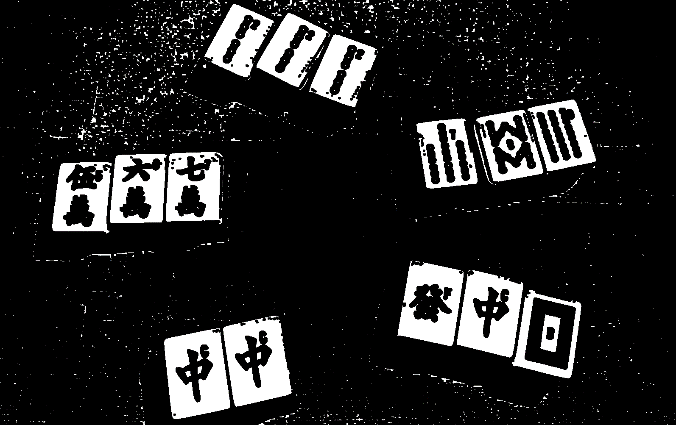 伍 六 七
萬 萬 萬
發 中
中 中